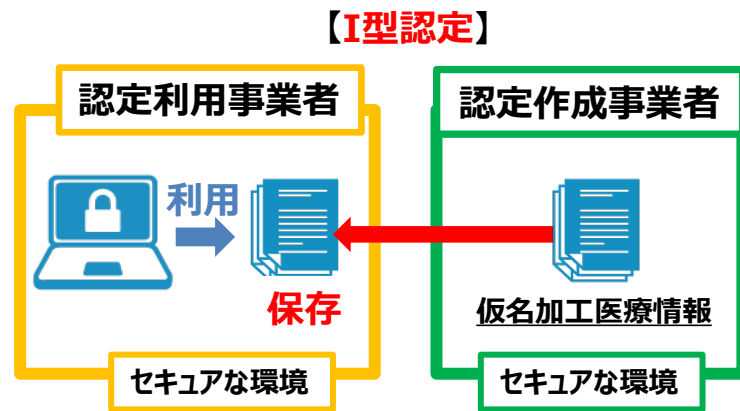 【I型認定】
認定利用事業者
認定作成事業者
利用
保存
仮名加工医療情報
セキュアな環境
セキュアな環境